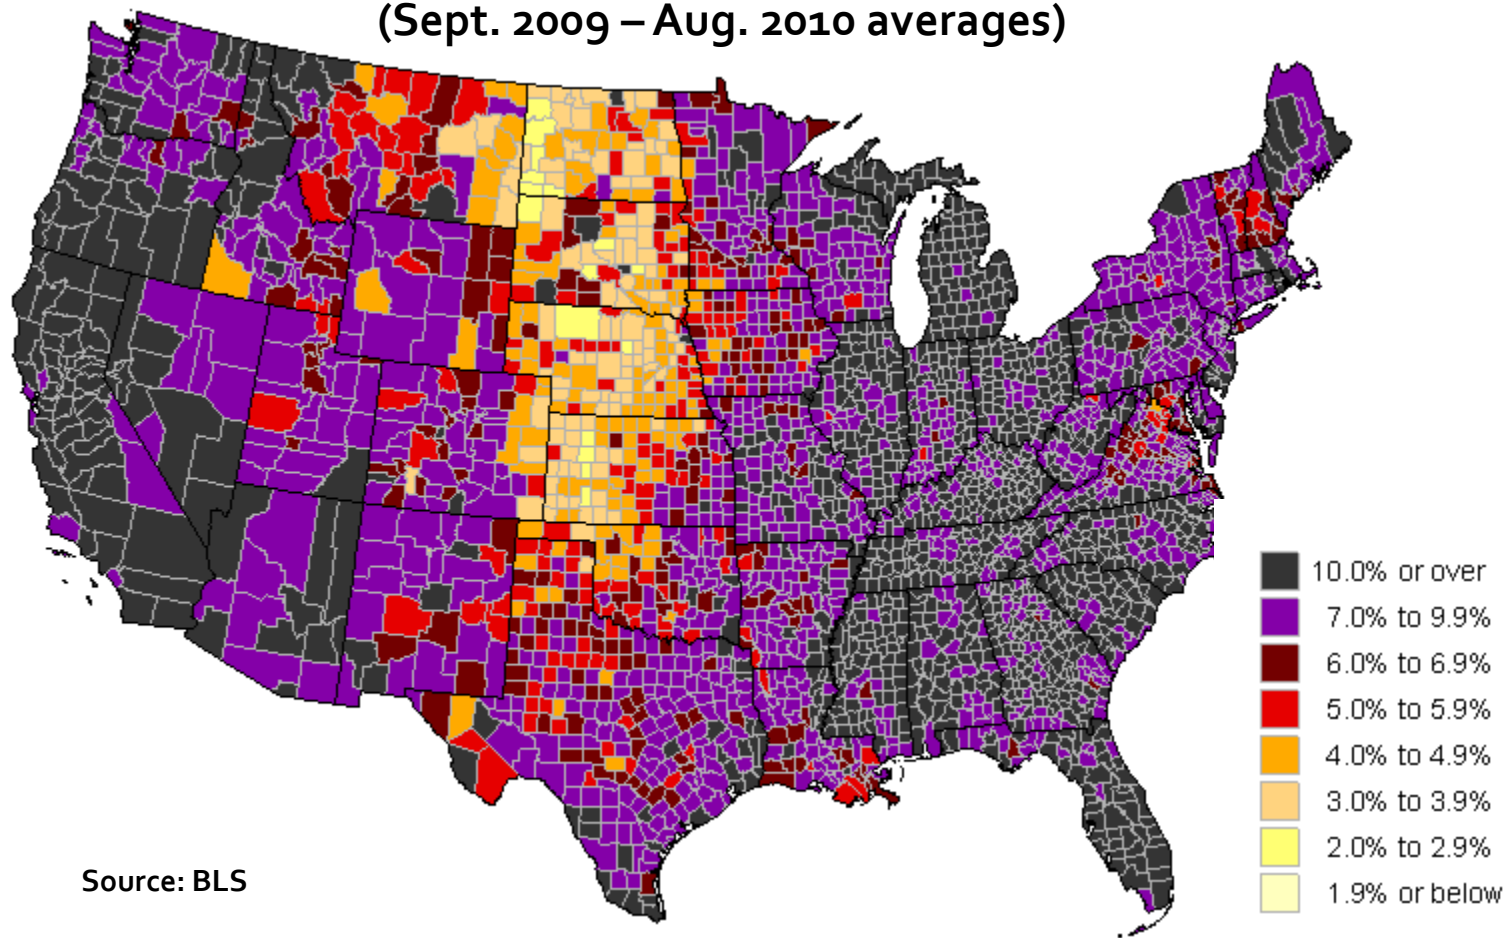 (Sept. 2009 – Aug. 2010 averages)
10.0% or over
7.0% to 9.9%
6.0% to 6.9%
5.0% to 5.9%
4.0% to 4.9%
3.0% to 3.9%
2.0% to 2.9%
1.9% or below
Source: BLS